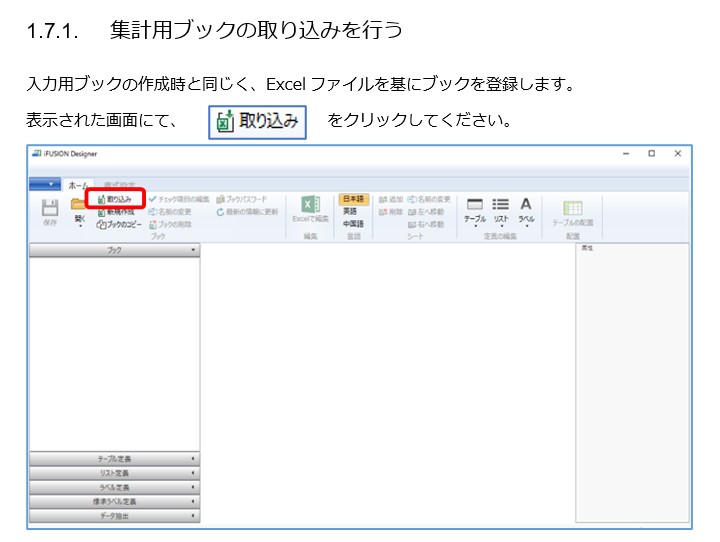 1.7.1. 集計用ブックの取り込みを行う
入力用ブックの作成時と同じく、Excel ファイルを基にブックを登録します。
表示された画面にて、 取り込み をクリックしてください。
iFUSION Designer
ホーム 書式設定
取り込み チェック項目の編集 ブックパスワード 日本語 追加 名前の変更
保存 開く 新規作成 名前の変更 最新の情報に更新 Excelで編集 英語 削除 左へ移動 テーブル リスト ラベル テーブルの配置
ブックのコピー ブックの削除 中国語 右へ移動
ブック 編集 言語 シート 定義の編集 配置
ブック 属性
テーブル定義
リスト定義
ラベル定義
標準ラベル定義
データ抽出